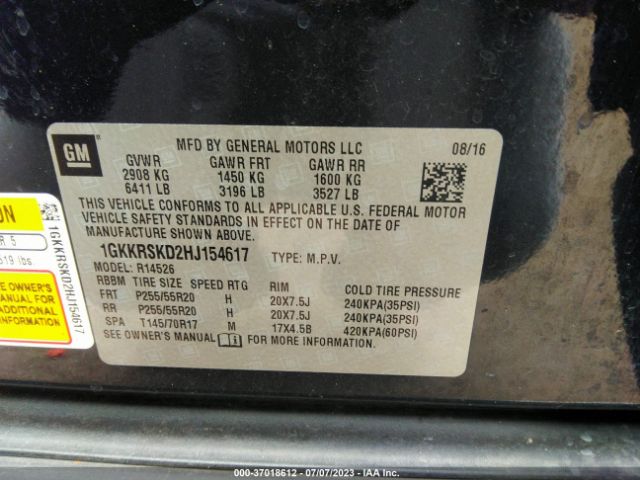 GM
MFD BY GENERAL MOTORS LLC 08/16
GVWR GAWR FRT GAWR RR
2908 KG 1450 KG 1600 KG
6411 LB 3196 LB 3527 LB
THIS VEHICLE CONFORMS TO ALL APPLICABLE U.S. FEDERAL MOTOR
VEHICLE SAFETY STANDARDS IN EFFECT ON THE DATE OF
MANUFACTURE SHOWN ABOVE.
1GKKRSKD2HJ154617 TYPE: M.P.V.
MODEL: R14526
RBBM TIRE SIZE SPEED RTG RIM COLD TIRE PRESSURE
FRT P255/55R20 H 20X7.5J 240KPA(35PSI)
RR P255/55R20 H 20X7.5J 240KPA(35PSI)
SPA T145/70R17 M 17X4.5B 420KPA(60PSI)
SEE OWNER'S MANUAL FOR MORE INFORMATION.
ON
R 5
519 lbs.
OWNER'S
MANUAL FOR
ADDITIONAL
INFORMATION
1GKKRSKD2HJ154617
000-37018612 - 07/07/2023 - IAA Inc.